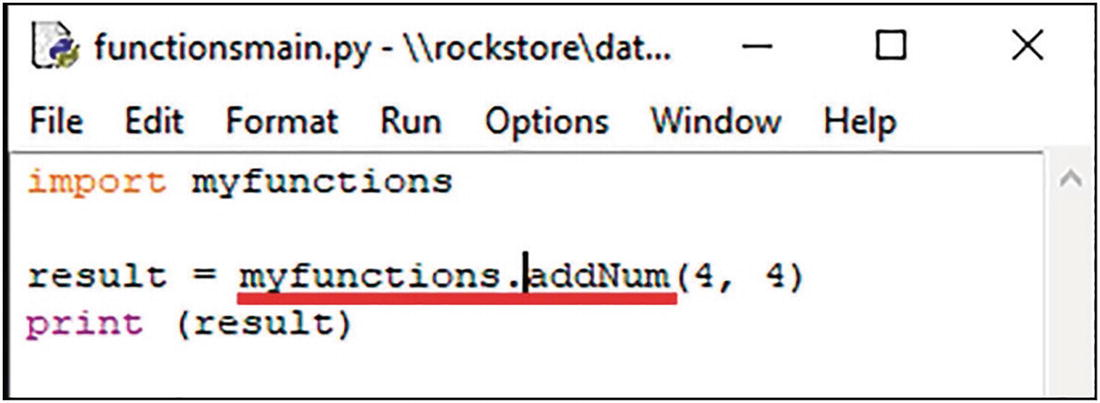 functionsmain.py - \\rockstore\dat...
File Edit Format Run Options Window Help
import myfunctions
result = myfunctions.addNum(4, 4)
print (result)